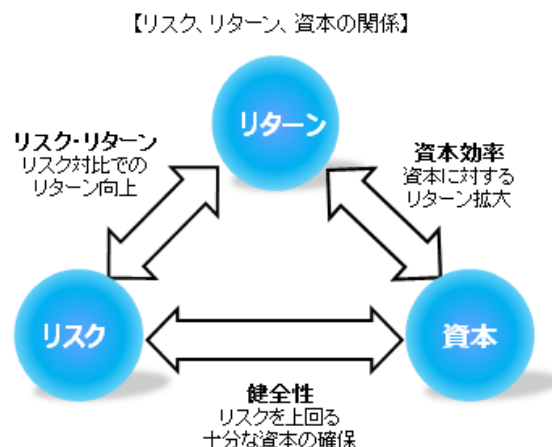 【リスク、リターン、資本の関係】
リターン
リスク・リターン
リスク対比での
リターン向上
資本効率
資本に対する
リターン拡大
リスク
資本
健全性
リスクを上回る
十分な資本の確保